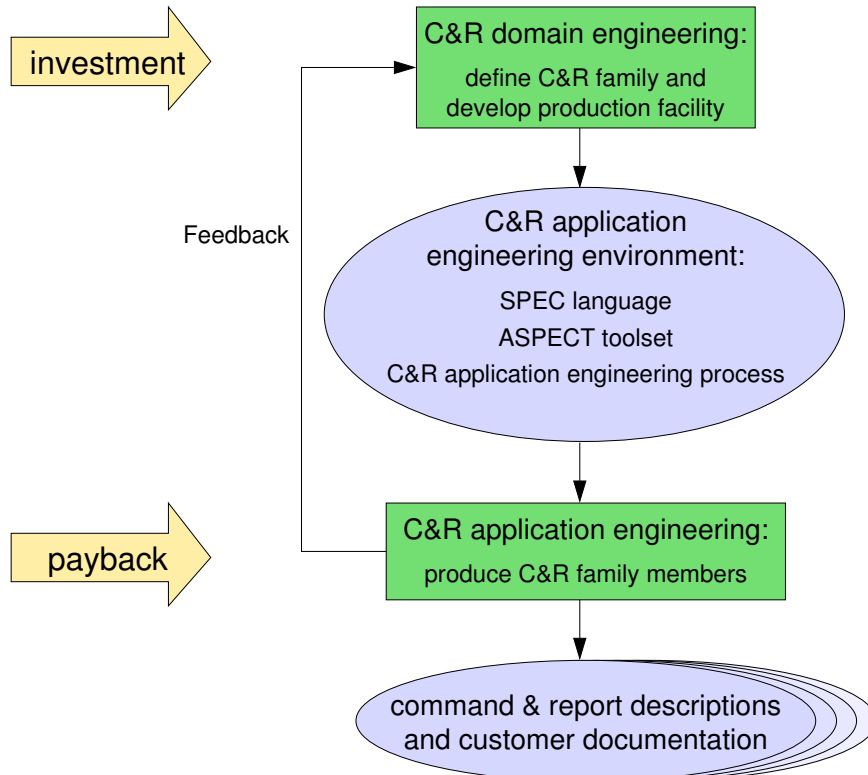 investment
C&R domain engineering:
define C&R family and
develop production facility
Feedback
C&R application
engineering environment:
SPEC language
ASPECT toolset
C&R application engineering process
payback
C&R application engineering:
produce C&R family members
command & report descriptions
and customer documentation